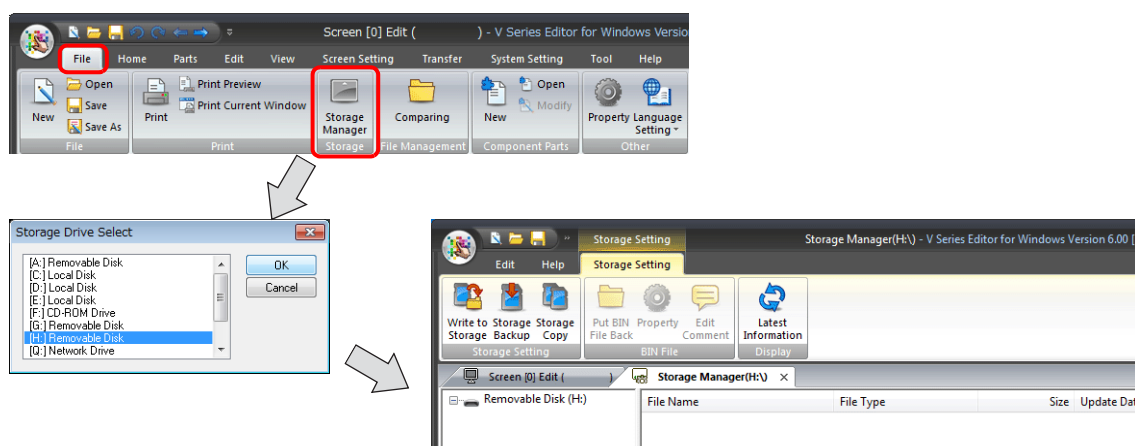 Screen [0] Edit ( ) - V Series Editor for Windows Versio
File Home Parts Edit View Screen Setting Transfer System Setting Tool Help
New
Open
Save
Save As
File
Print
Print Preview
Print Current Window
Print
Storage
Manager
Storage
Comparing
File Management
New
Open
Modify
Component Parts
Property
Language
Setting
Other
Storage Drive Select
[A:] Removable Disk
[C:] Local Disk
[D:] Local Disk
[E:] Local Disk
[F:] CD-ROM Drive
[G:] Removable Disk
[H:] Removable Disk
[Q:] Network Drive
OK
Cancel
Storage Setting
Storage Manager(H:\) - V Series Editor for Windows Version 6.00 [
Edit Help Storage Setting
Write to
Storage
Storage
Backup
Storage
Copy
Storage Setting
Put BIN
File Back
Property
Edit
Comment
BIN File
Latest
Information
Display
Screen [0] Edit ( )
Storage Manager(H:\)
Removable Disk (H:)
File Name File Type Size Update Dat